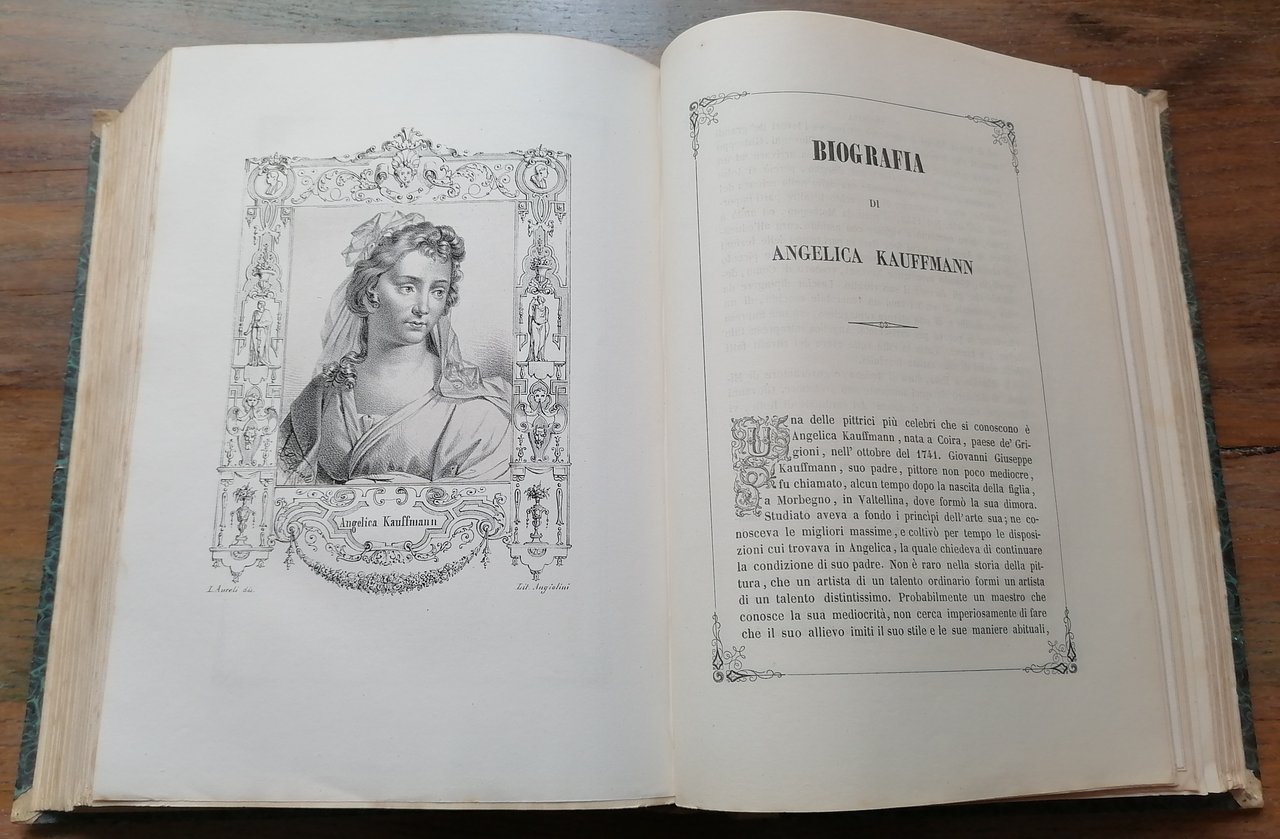 Angelica Kauffmann
Lit. Angiolini
BIOGRAFIA
DI
ANGELICA KAUFFMANN
Una delle pittrici più celebri che si conoscono è
Angelica Kauffmann, nata a Coira, paese de' Gri-
gioni, nell' ottobre del 1741. Giovanni Giuseppe
Kauffmann, suo padre, pittore non poco mediocre,
fu chiamato, alcun tempo dopo la nascita della figlia,
a Morbegno, in Valtellina, dove formò la sua dimora.
Studiato aveva a fondo i principj dell'arte sua; ne co-
nosceva le migliori massime, e coltivò per tempo le disposi-
zioni cui trovava in Angelica, la quale chiedeva di continuare
la condizione di suo padre. Non è raro nella storia della pit-
tura, che un artista di un talento ordinario formi un artista
di un talento distintissimo. Probabilmente un maestro che
conosce la sua mediocrità, non cerca imperiosamente di fare
che il suo allievo imiti il suo stile e le sue maniere abituali,